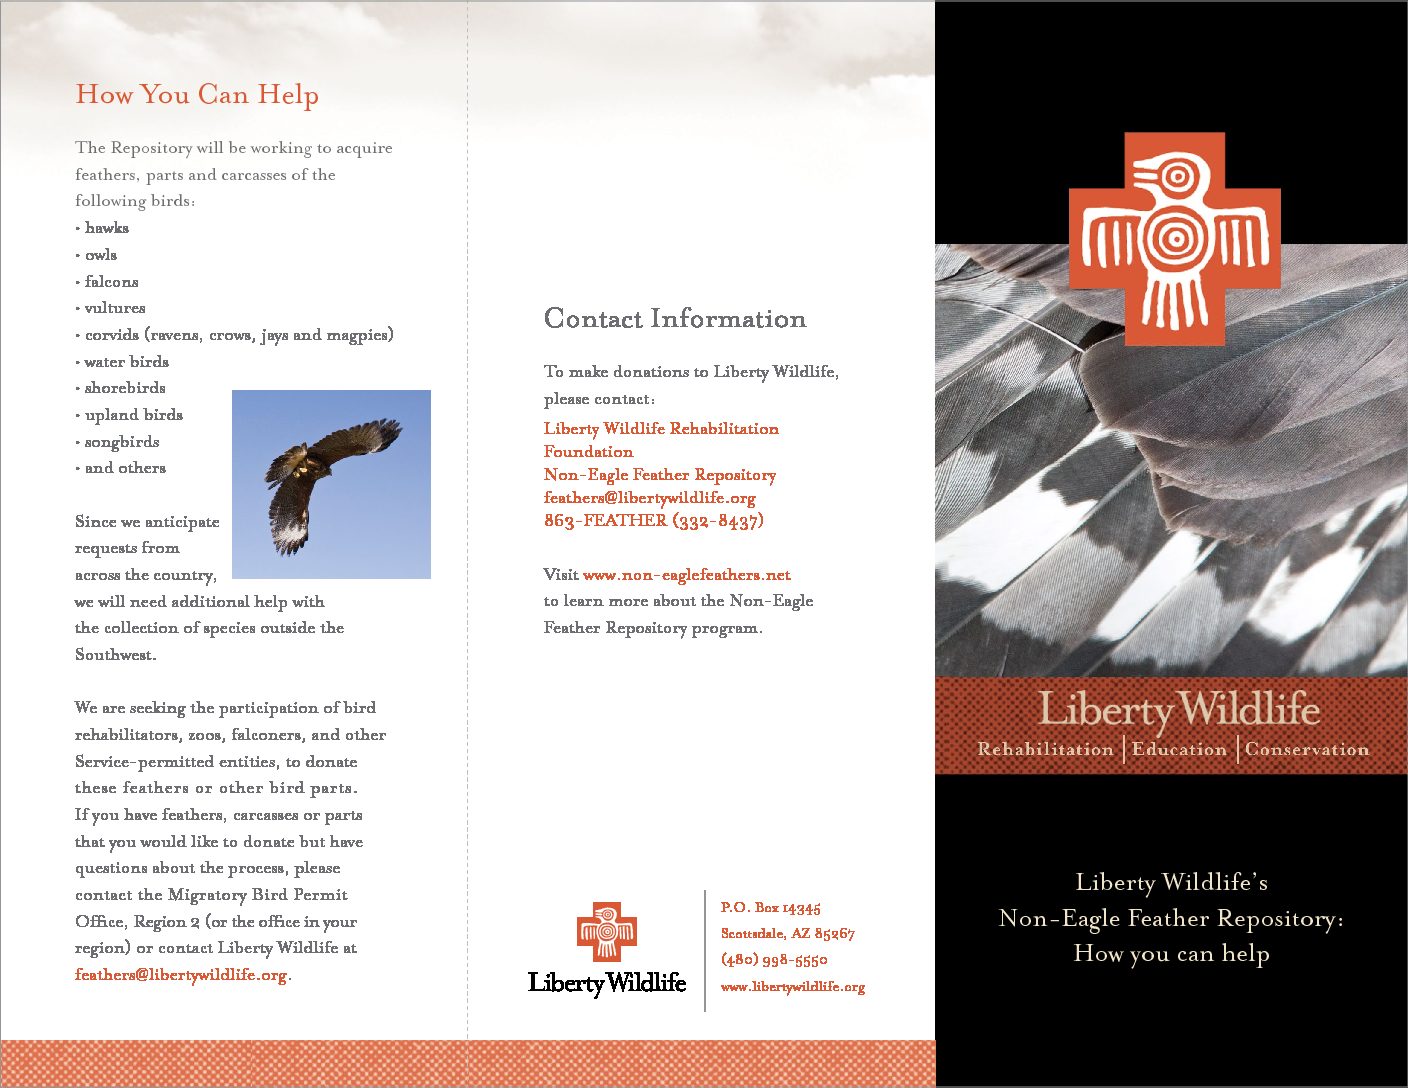 How You Can Help
The Repository will be working to acquire
feathers, parts and carcasses of the
following birds:
• hawks
• owls
• falcons
• vultures
• corvids (ravens, crows, jays and magpies)
• water birds
• shorebirds
• upland birds
• songbirds
• and others
Since we anticipate
requests from
across the country,
we will need additional help with
the collection of species outside the
Southwest.
We are seeking the participation of bird
rehabilitators, zoos, falconers, and other
Service-permitted entities, to donate
these feathers or other bird parts.
If you have feathers, carcasses or parts
that you would like to donate but have
questions about the process, please
contact the Migratory Bird Permit
Office, Region 2 (or the office in your
region) or contact Liberty Wildlife at
feathers@libertywildlife.org.
Contact Information
To make donations to Liberty Wildlife,
please contact:
Liberty Wildlife Rehabilitation
Foundation
Non-Eagle Feather Repository
feathers@libertywildlife.org
863-FEATHER (332-8437)
Visit www.non-eaglefeathers.net
to learn more about the Non-Eagle
Feather Repository program.
Liberty Wildlife
P.O. Box 14345
Scottsdale, AZ 85267
(480) 998-5550
www.libertywildlife.org
Liberty Wildlife
Rehabilitation | Education | Conservation
Liberty Wildlife's
Non-Eagle Feather Repository:
How you can help